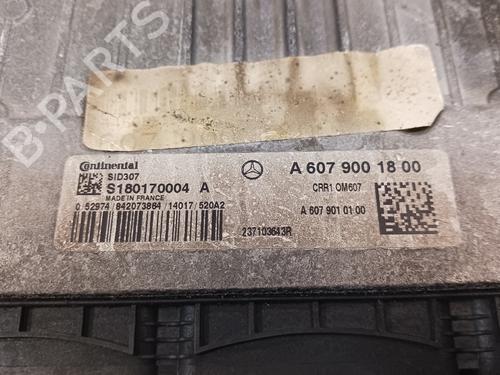 B-PARTS
Continental
SID307
S180170004 A
MADE IN FRANCE
0 52974/842073864/14017/520A2
A 607 900 18 00
CRR1 OM607
A 607 901 01 00
237103643R